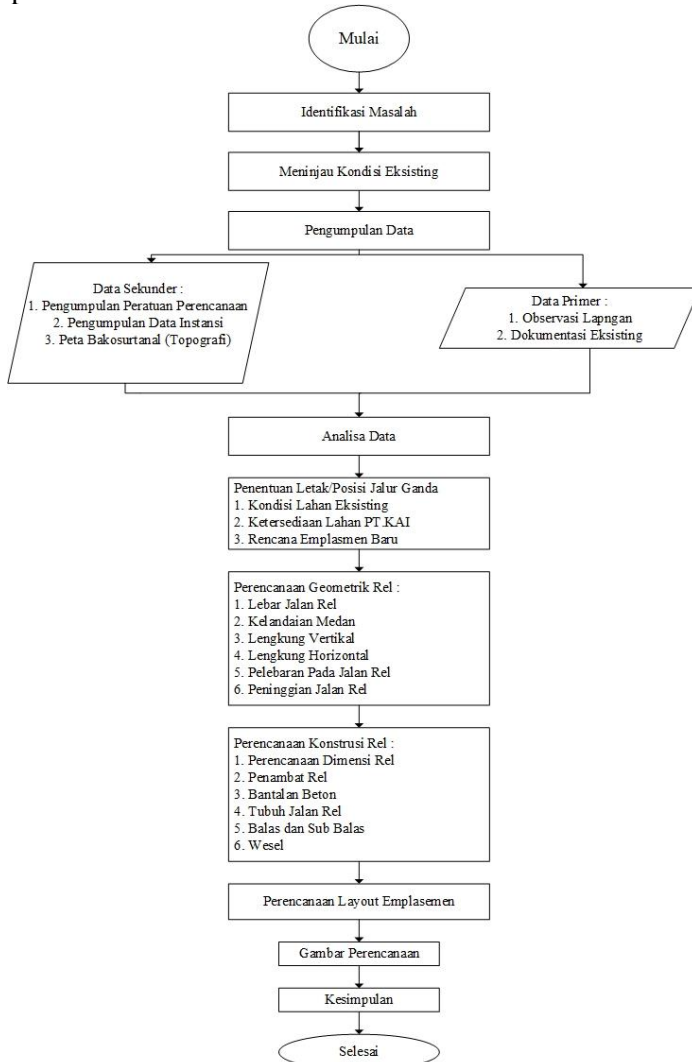 Mulai
Identifikasi Masalah
Meninjau Kondisi Eksisting
Pengumpulan Data
Data Sekunder :
1. Pengumpulan Peratuan Perencanaan
2. Pengumpulan Data Instansi
3. Peta Bakosurtanal (Topografi)
Data Primer :
1. Observasi Lapngan
2. Dokumentasi Eksisting
Analisa Data
Penentuan Letak/Posisi Jalur Ganda
1. Kondisi Lahan Eksisting
2. Ketersediaan Lahan PT.KAI
3. Rencana Emplasmen Baru
Perencanaan Geometrik Rel :
1. Lebar Jalan Rel
2. Kelandaian Medan
3. Lengkung Vertikal
4. Lengkung Horizontal
5. Pelebaran Pada Jalan Rel
6. Peninggian Jalan Rel
Perencanaan Konstrusi Rel :
1. Perencanaan Dimensi Rel
2. Penambat Rel
3. Bantalan Beton
4. Tubuh Jalan Rel
5. Balas dan Sub Balas
6. Wesel
Perencanaan Layout Emplasemen
Gambar Perencanaan
Kesimpulan
Selesai